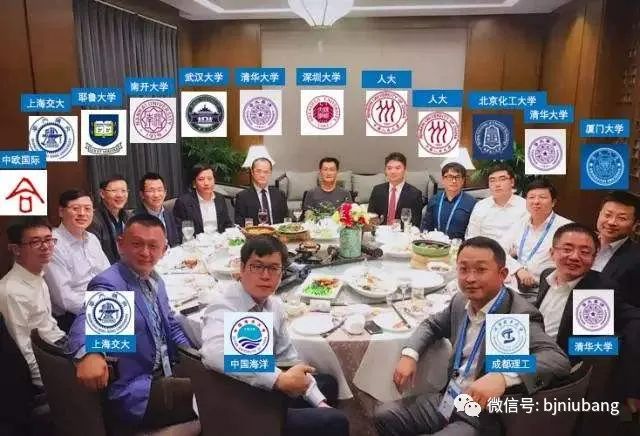 中欧国际
上海交大
耶鲁大学
南开大学
武汉大学
清华大学
深圳大学
人大
人大
北京化工大学
清华大学
厦门大学
上海交大
中国海洋
成都理工
清华大学
微信号: bjniubang